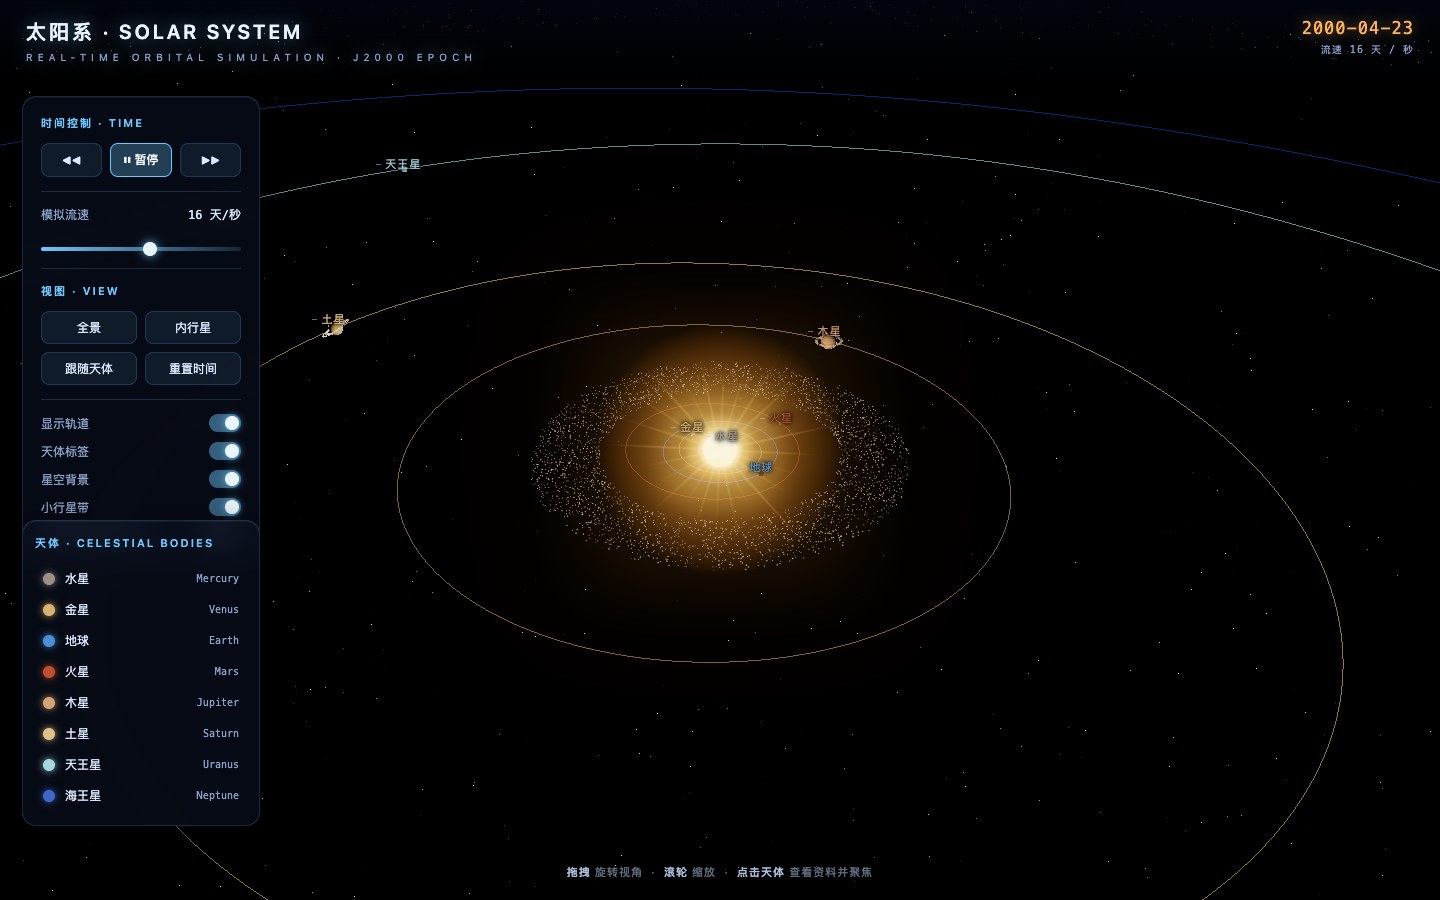 太阳系 · SOLAR SYSTEM
REAL-TIME ORBITAL SIMULATION · J2000 EPOCH
2000-04-23
流速 16 天 / 秒
时间控制 · TIME
◀◀ ⏸ 暂停 ▶▶
模拟流速 16 天/秒
视图 · VIEW
全景 内行星
跟随天体 重置时间
显示轨道
天体标签
星空背景
小行星带
天体 · CELESTIAL BODIES
水星 Mercury
金星 Venus
地球 Earth
火星 Mars
木星 Jupiter
土星 Saturn
天王星 Uranus
海王星 Neptune
天王星
土星
木星
火星
金星
水星
地球
拖拽 旋转视角 · 滚轮 缩放 · 点击天体 查看资料并聚焦